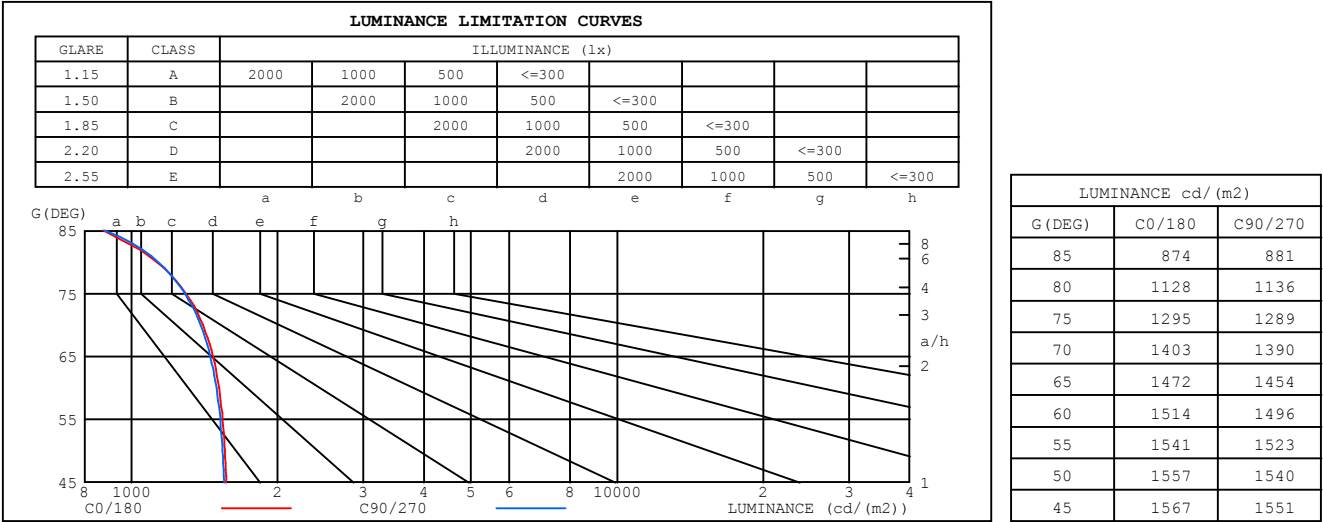 LUMINANCE LIMITATION CURVES
GLARE CLASS ILLUMINANCE (lx)
1.15 A 2000 1000 500 <=300
1.50 B 2000 1000 500 <=300
1.85 C 2000 1000 500 <=300
2.20 D 2000 1000 500 <=300
2.55 E 2000 1000 500 <=300
a b c d e f g h
G(DEG)
a b c d e f g h
85
75
65
55
45
8
6
4
3
a/h
2
1
8 1000 2 3 4 5 6 8 10000 2 3 4
C0/180 C90/270 LUMINANCE (cd/(m2))
LUMINANCE cd/(m2)
G(DEG) C0/180 C90/270
85 874 881
80 1128 1136
75 1295 1289
70 1403 1390
65 1472 1454
60 1514 1496
55 1541 1523
50 1557 1540
45 1567 1551